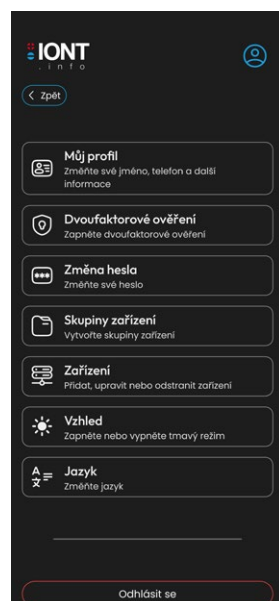 IONT
.info
Zpět
Můj profil
Změňte své jméno, telefon a další
informace
Dvoufaktorové ověření
Zapněte dvoufaktorové ověření
Změna hesla
Změňte své heslo
Skupiny zařízení
Vytvořte skupiny zařízení
Zařízení
Přidat, upravit nebo odstranit zařízení
Vzhled
Zapněte nebo vypněte tmavý režim
Jazyk
Změňte jazyk
Odhlásit se